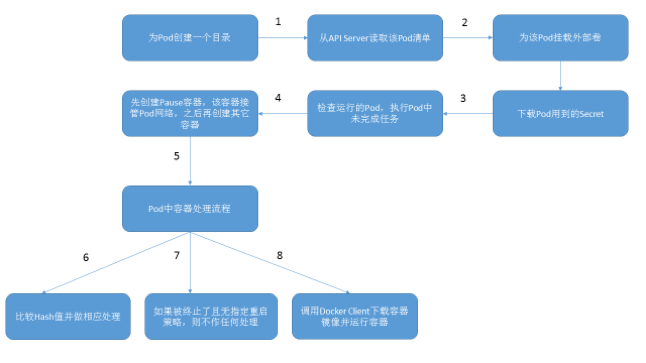 为Pod创建一个目录
1
从API Server读取该Pod清单
2
为该Pod挂载外部卷
先创建Pause容器，该容器接
管Pod网络，之后再创建其它
容器
4
检查运行的Pod，执行Pod中
未完成任务
3
下载Pod用到的Secret
5
Pod中容器处理流程
6
7
8
比较Hash值并做相应处理
如果被终止了且无指定重启
策略，则不作任何处理
调用Docker Client下载容器
镜像并运行容器